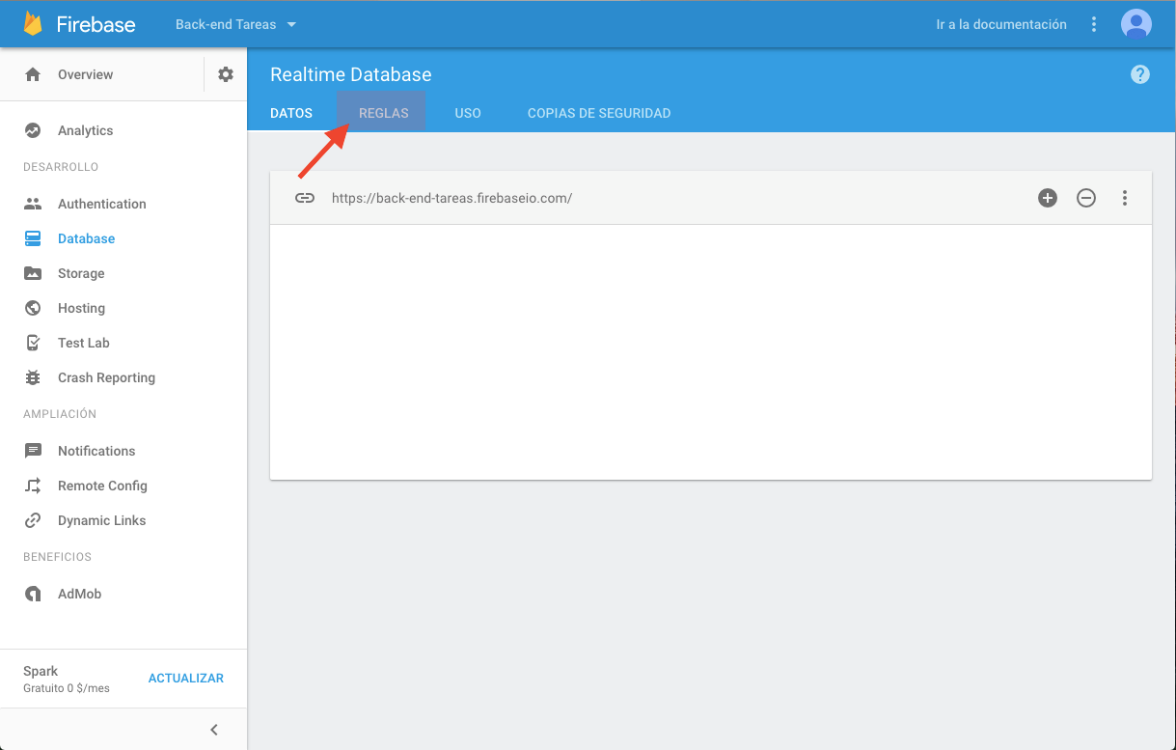 Firebase
Back-end Tareas
Ir a la documentación
Overview
Analytics
DESARROLLO
Authentication
Database
Storage
Hosting
Test Lab
Crash Reporting
AMPLIACIÓN
Notifications
Remote Config
Dynamic Links
BENEFICIOS
AdMob
Spark
Gratuito 0 $/mes
ACTUALIZAR
Realtime Database
?
DATOS REGLAS USO COPIAS DE SEGURIDAD
https://back-end-tareas.firebaseio.com/